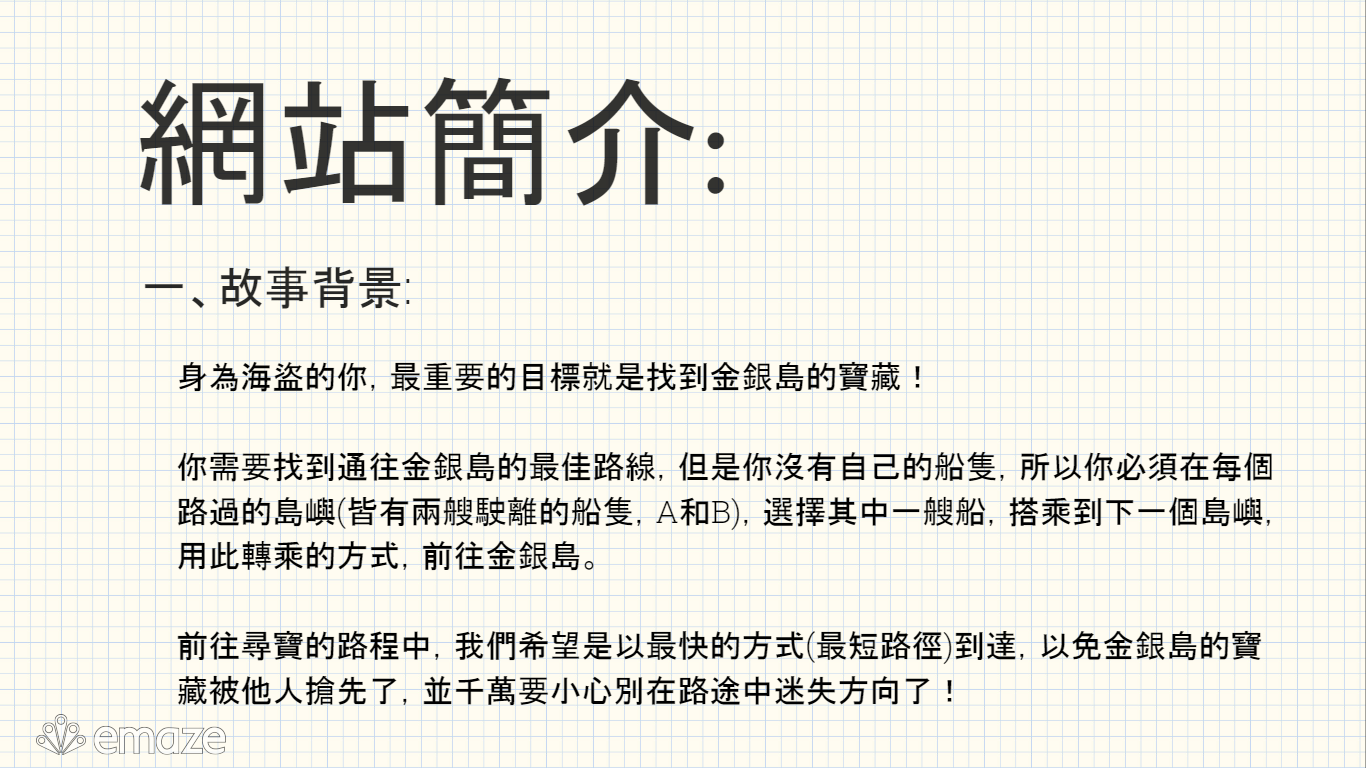 網站簡介:
一、故事背景:
身為海盜的你, 最重要的目標就是找到金銀島的寶藏！
你需要找到通往金銀島的最佳路線, 但是你沒有自己的船隻, 所以你必須在每個
路過的島嶼(皆有兩艘駛離的船隻, A和B), 選擇其中一艘船, 搭乘到下一個島嶼,
用此轉乘的方式, 前往金銀島。
前往尋寶的路程中, 我們希望是以最快的方式(最短路徑)到達, 以免金銀島的寶
藏被他人搶先了, 並千萬要小心別在路途中迷失方向了！
emaze